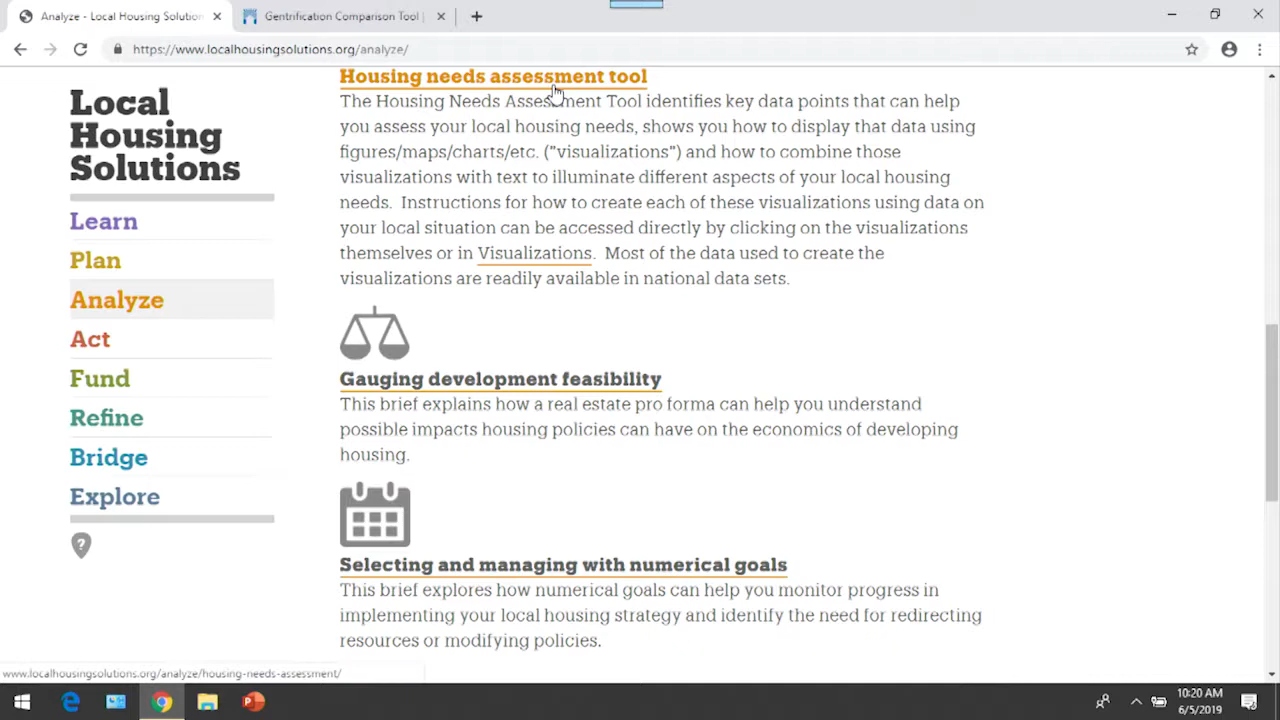 Analyze - Local Housing Solution
Gentrification Comparison Tool |
https://www.localhousingsolutions.org/analyze/
Local
Housing
Solutions
Learn
Plan
Analyze
Act
Fund
Refine
Bridge
Explore
?
Housing needs assessment tool
The Housing Needs Assessment Tool identifies key data points that can help
you assess your local housing needs, shows you how to display that data using
figures/maps/charts/etc. ("visualizations") and how to combine those
visualizations with text to illuminate different aspects of your local housing
needs.  Instructions for how to create each of these visualizations using data on
your local situation can be accessed directly by clicking on the visualizations
themselves or in Visualizations.  Most of the data used to create the
visualizations are readily available in national data sets.
Gauging development feasibility
This brief explains how a real estate pro forma can help you understand
possible impacts housing policies can have on the economics of developing
housing.
Selecting and managing with numerical goals
This brief explores how numerical goals can help you monitor progress in
implementing your local housing strategy and identify the need for redirecting
resources or modifying policies.
www.localhousingsolutions.org/analyze/housing-needs-assessment/
10:20 AM
6/5/2019